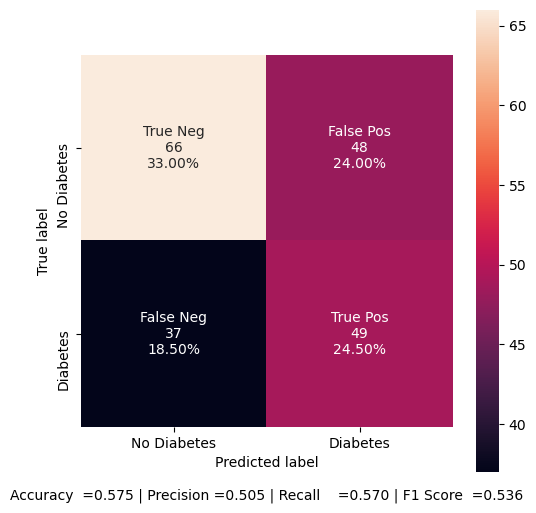 True Neg
66
33.00%
False Pos
48
24.00%
False Neg
37
18.50%
True Pos
49
24.50%
No Diabetes
Diabetes
True label
No Diabetes
Diabetes
Predicted label
65
60
55
50
45
40
Accuracy  =0.575 | Precision =0.505 | Recall    =0.570 | F1 Score  =0.536